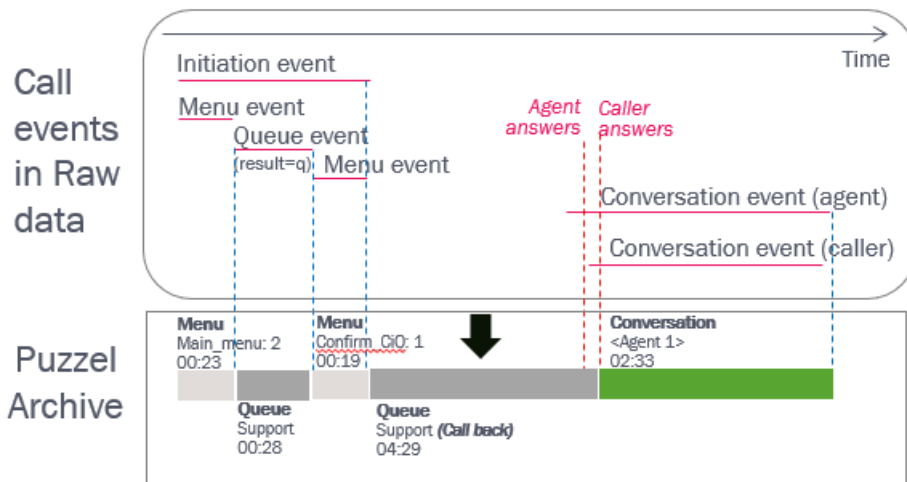 Call
events
in Raw
data
Time
Initiation event
Menu event
Queue event
(result=q)
Menu event
Agent
answers
Caller
answers
Conversation event (agent)
Conversation event (caller)
Puzzel
Archive
Menu
Main_menu: 2
00:23
Queue
Support
00:28
Menu
Confirm_CiQ: 1
00:19
Queue
Support (Call back)
04:29
Conversation
<Agent 1>
02:33